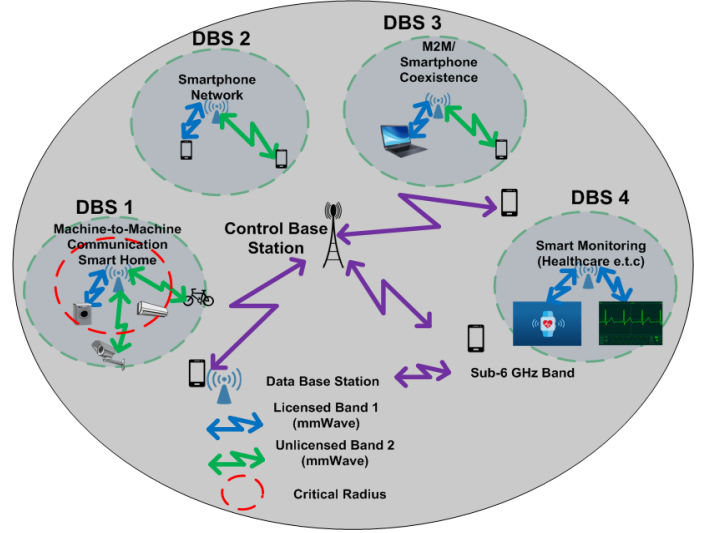 DBS 3
DBS 2
M2M/
Smartphone
Coexistence
Smartphone
Network
DBS 1
DBS 4
Machine-to-Machine
Communication
Smart Home
Control Base
Station
Smart Monitoring
(Healthcare e.t.c)
Data Base Station
Sub-6 GHz Band
Licensed Band 1
(mmWave)
Unlicensed Band 2
(mmWave)
Critical Radius